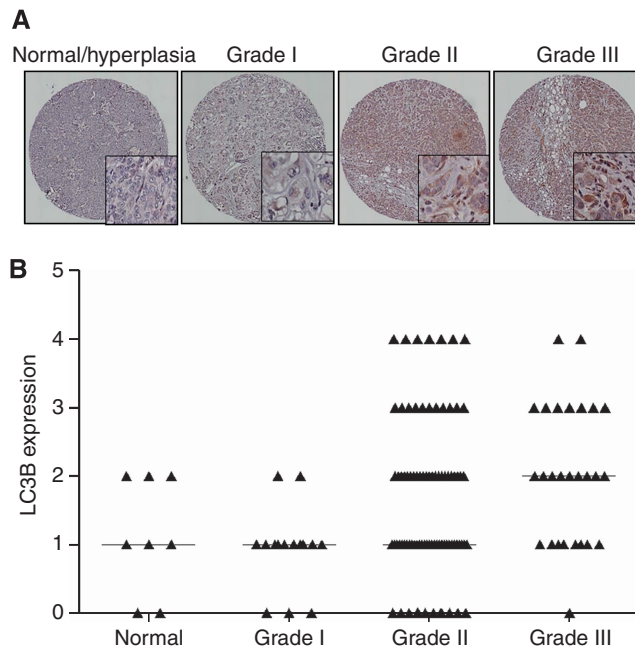 A
Normal/hyperplasia Grade I Grade II Grade III
B
5
4
3
2
1
0
LC3B expression
Normal Grade I Grade II Grade III